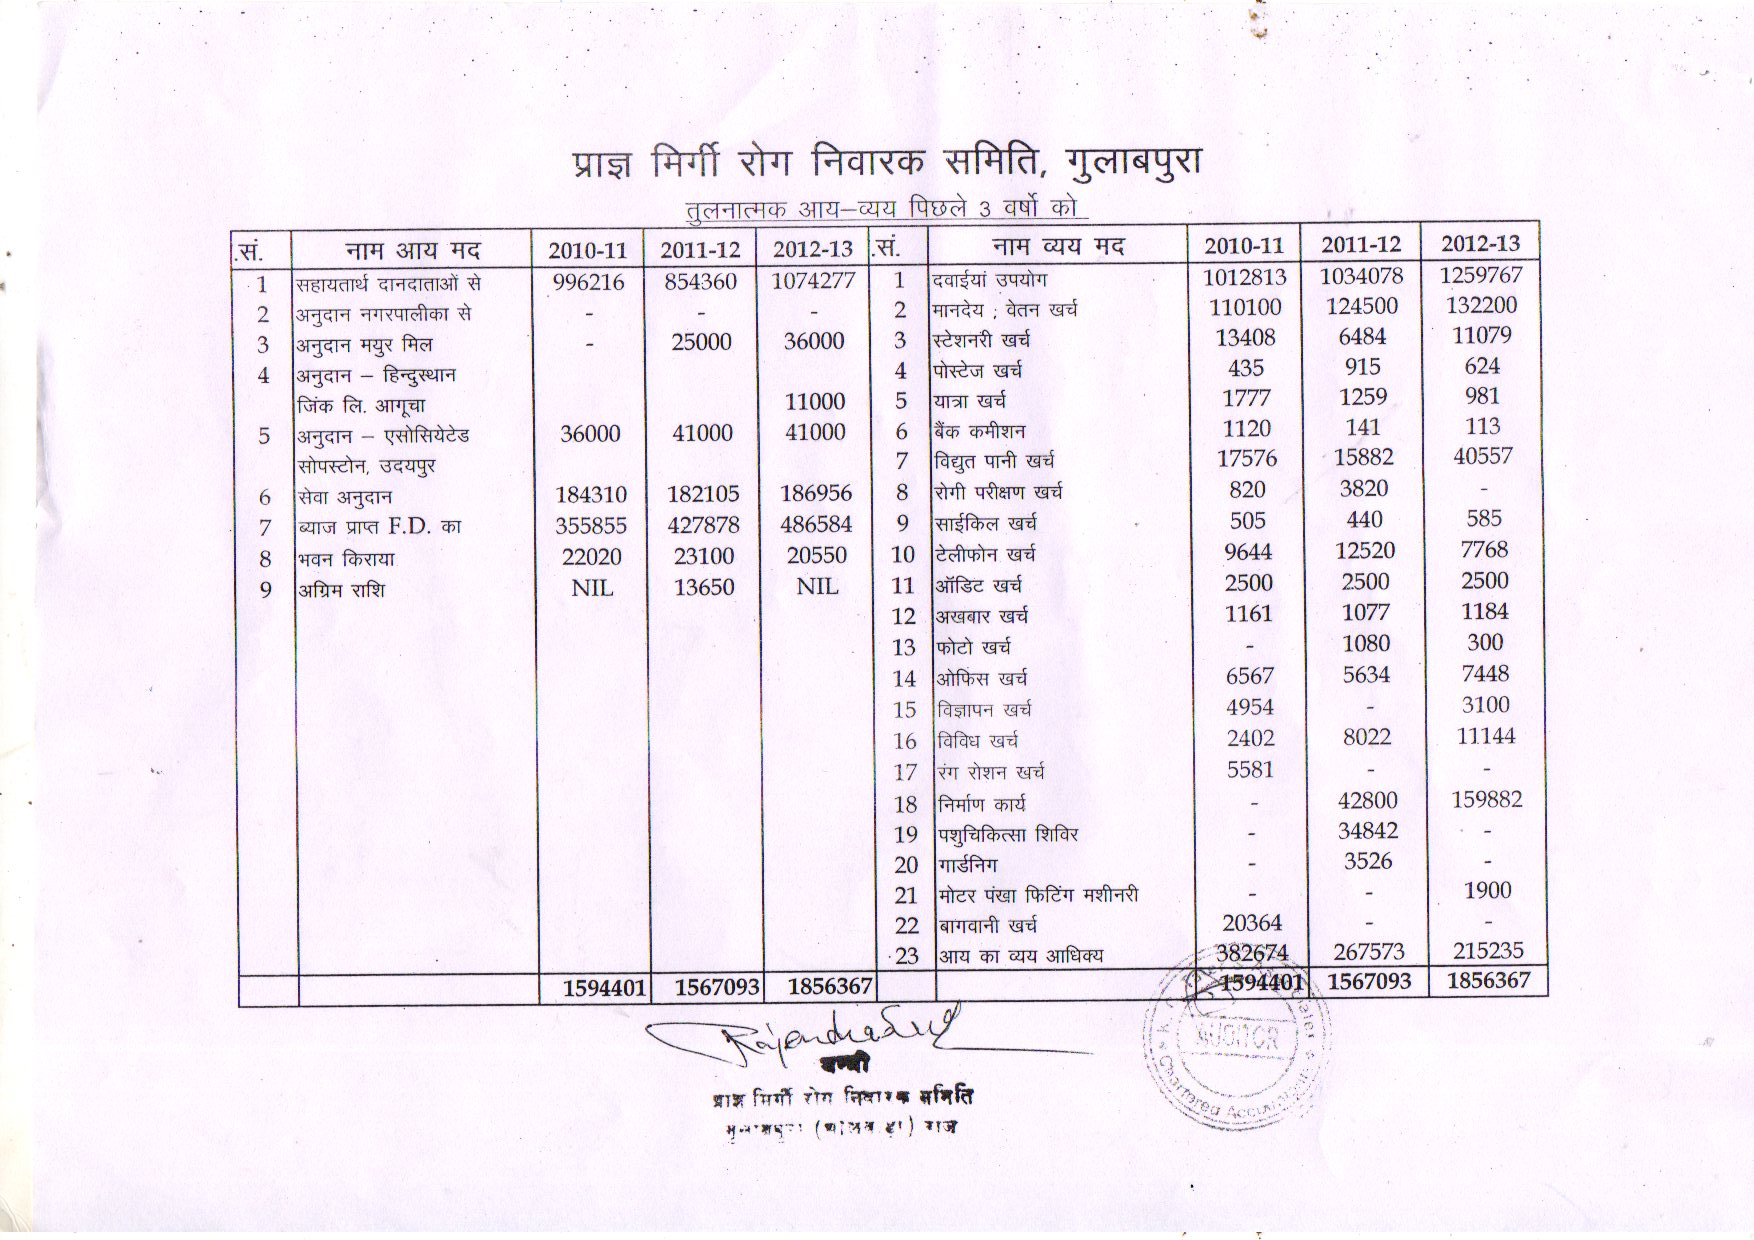 प्राज्ञ मिर्गी रोग निवारक समिति, गुलाबपुरा
तुलनात्मक आय–व्यय पिछले 3 वर्षो को
.सं. नाम आय मद 2010-11 2011-12 2012-13 .सं. नाम व्यय मद 2010-11 2011-12 2012-13
1 सहायतार्थ दानदाताओं से 996216 854360 1074277 1 दवाईयां उपयोग 1012813 1034078 1259767
2 अनुदान नगरपालीका से - - - 2 मानदेय ; वेतन खर्च 110100 124500 132200
3 अनुदान मयुर मिल - 25000 36000 3 स्टेशनरी खर्च 13408 6484 11079
4 अनुदान – हिन्दुस्थान 4 पोस्टेज खर्च 435 915 624
जिंक लि. आगूचा 11000 5 यात्रा खर्च 1777 1259 981
5 अनुदान – एसोसियेटेड 36000 41000 41000 6 बैंक कमीशन 1120 141 113
सोपस्टोन, उदयपुर 7 विद्युत पानी खर्च 17576 15882 40557
6 सेवा अनुदान 184310 182105 186956 8 रोगी परीक्षण खर्च 820 3820 -
7 ब्याज प्राप्त F.D. का 355855 427878 486584 9 साईकिल खर्च 505 440 585
8 भवन किराया 22020 23100 20550 10 टेलीफोन खर्च 9644 12520 7768
9 अग्रिम राशि NIL 13650 NIL 11 ऑडिट खर्च 2500 2500 2500
12 अखबार खर्च 1161 1077 1184
13 फोटो खर्च - 1080 300
14 ओफिस खर्च 6567 5634 7448
15 विज्ञापन खर्च 4954 - 3100
16 विविध खर्च 2402 8022 11144
17 रंग रोशन खर्च 5581 - -
18 निर्माण कार्य - 42800 159882
19 पशुचिकित्सा शिविर - 34842 -
20 गार्डनिग - 3526 -
21 मोटर पंखा फिटिंग मशीनरी - - 1900
22 बागवानी खर्च 20364 - -
23 आय का व्यय आधिक्य 382674 267573 215235
1594401 1567093 1856367 1594401 1567093 1856367
AUDITOR
Chartered Accountants
प्राज्ञ मिर्गी रोग निवारक समिति